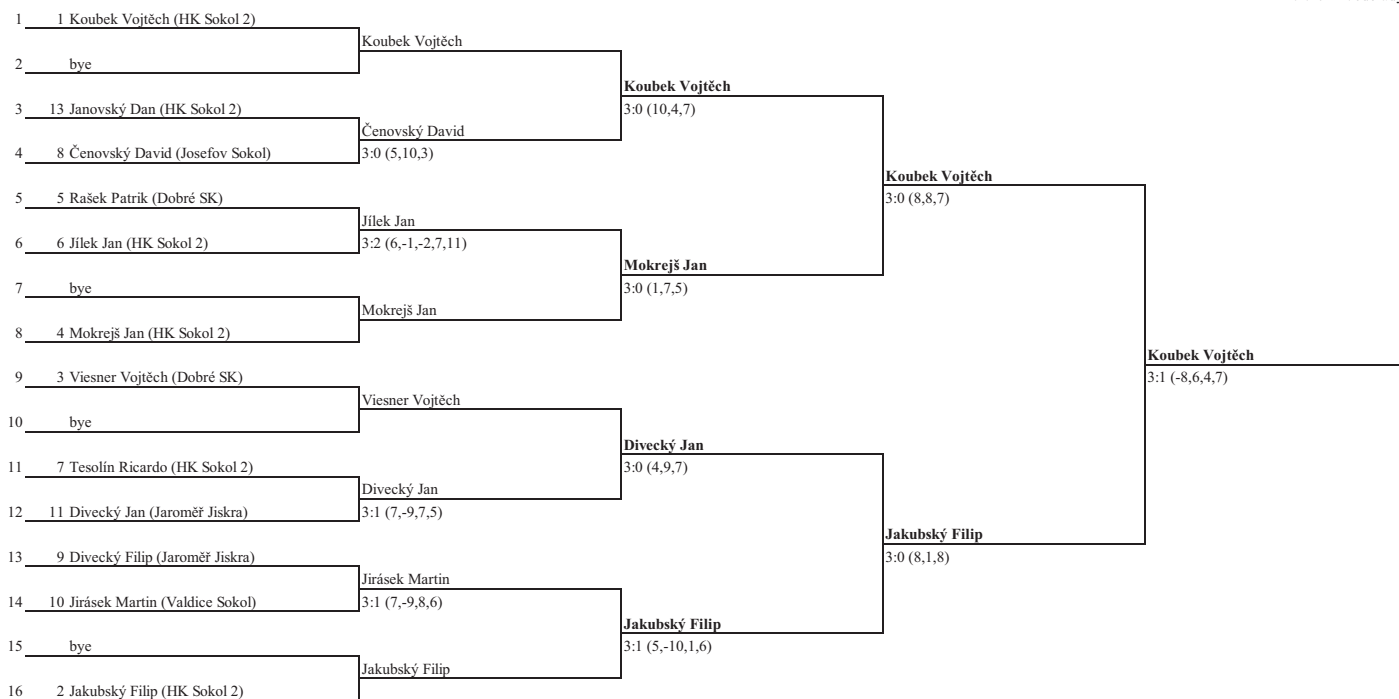 1 1 Koubek Vojtěch (HK Sokol 2)
Koubek Vojtěch
2 bye
Koubek Vojtěch
3:0 (10,4,7)
3 13 Janovský Dan (HK Sokol 2)
Čenovský David
4 8 Čenovský David (Josefov Sokol)
3:0 (5,10,3)
Koubek Vojtěch
3:0 (8,8,7)
5 5 Rašek Patrik (Dobré SK)
Jílek Jan
6 6 Jílek Jan (HK Sokol 2)
3:2 (6,-1,-2,7,11)
Mokrejš Jan
3:0 (1,7,5)
7 bye
Mokrejš Jan
8 4 Mokrejš Jan (HK Sokol 2)
Koubek Vojtěch
3:1 (-8,6,4,7)
9 3 Viesner Vojtěch (Dobré SK)
Viesner Vojtěch
10 bye
Divecký Jan
3:0 (4,9,7)
11 7 Tesolín Ricardo (HK Sokol 2)
Divecký Jan
12 11 Divecký Jan (Jaroměř Jiskra)
3:1 (7,-9,7,5)
Jakubský Filip
3:0 (8,1,8)
13 9 Divecký Filip (Jaroměř Jiskra)
Jirásek Martin
14 10 Jirásek Martin (Valdice Sokol)
3:1 (7,-9,8,6)
Jakubský Filip
3:1 (5,-10,1,6)
15 bye
Jakubský Filip
16 2 Jakubský Filip (HK Sokol 2)